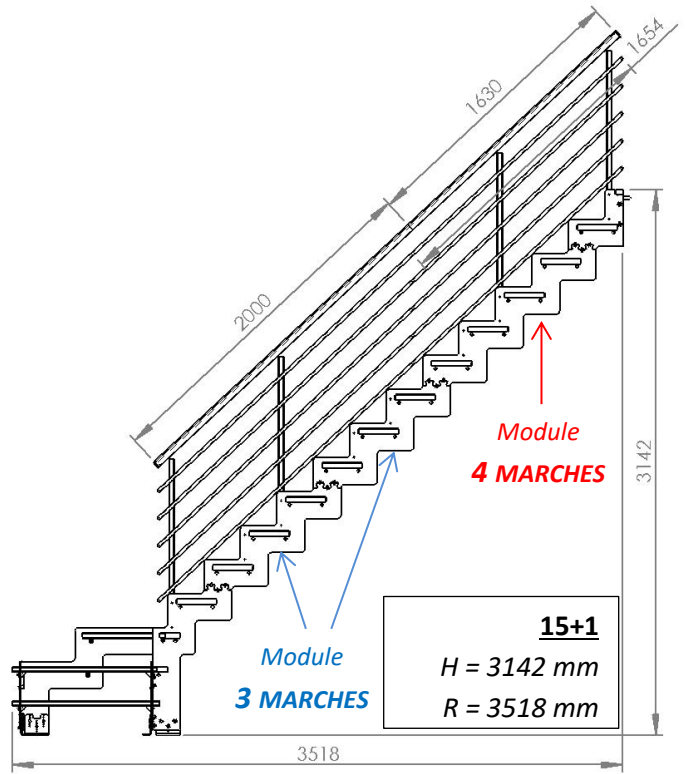 1654
1630
2000
Module
4 MARCHES
3142
Module
3 MARCHES
15+1
H = 3142 mm
R = 3518 mm
3518